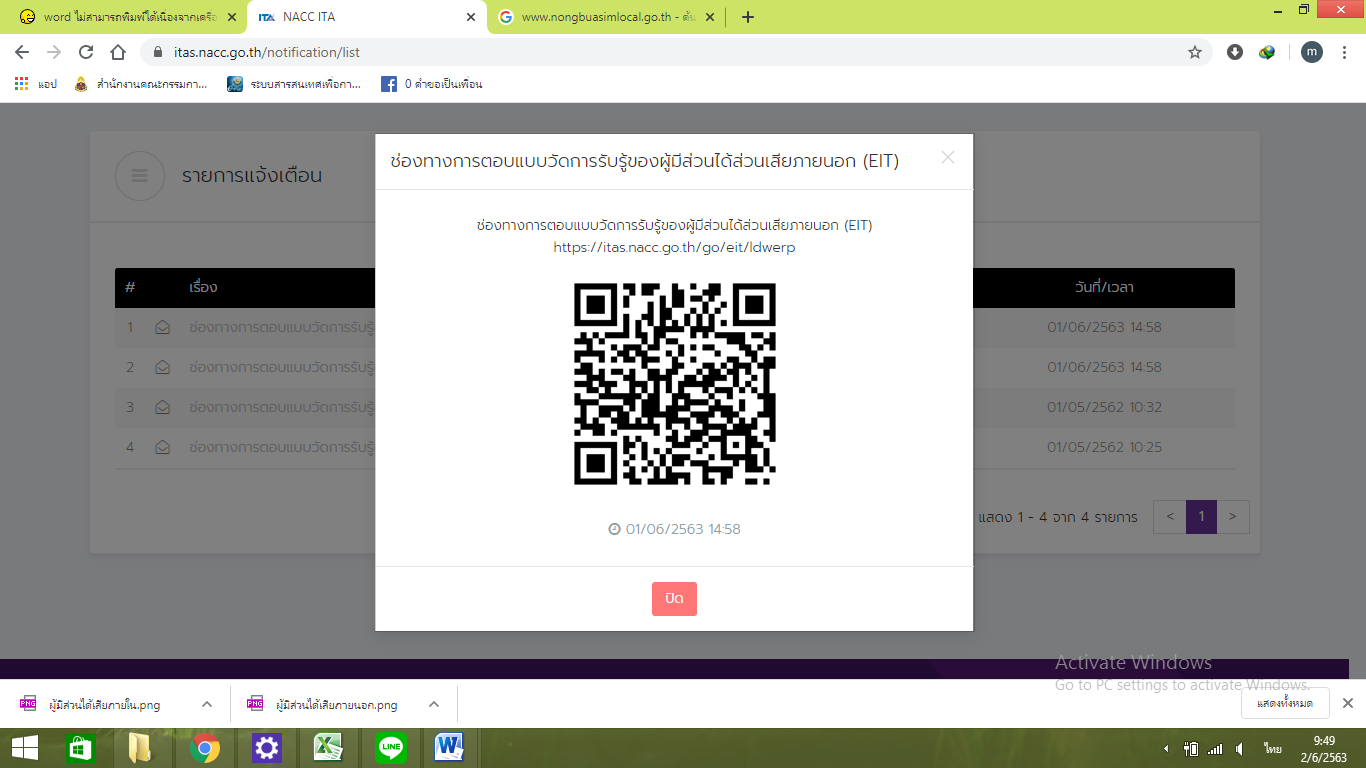 word ไม่สามารถพิมพ์ได้เนื่องจากเครื่อ
NACC ITA
www.nongbuasimlocal.go.th - ค้น
itas.nacc.go.th/notification/list
m
แอป
สำนักงานคณะกรรมกา...
ระบบสารสนเทศเพื่อกา...
0 คำขอเป็นเพื่อน
ช่องทางการตอบแบบวัดการรับรู้ของผู้มีส่วนได้ส่วนเสียภายนอก (EIT)
รายการแจ้งเตือน
ช่องทางการตอบแบบวัดการรับรู้ของผู้มีส่วนได้ส่วนเสียภายนอก (EIT)
https://itas.nacc.go.th/go/eit/ldwerp
# เรื่อง วันที่/เวลา
1 ช่องทางการตอบแบบวัดการรับรู้ 01/06/2563 14:58
2 ช่องทางการตอบแบบวัดการรับรู้ 01/06/2563 14:58
3 ช่องทางการตอบแบบวัดการรับรู้ 01/05/2562 10:32
4 ช่องทางการตอบแบบวัดการรับรู้ 01/05/2562 10:25
แสดง 1 - 4 จาก 4 รายการ < 1 >
01/06/2563 14:58
ปิด
Activate Windows
Go to PC settings to activate Windows.
PNG ผู้มีส่วนได้เสียภายใน.png
PNG ผู้มีส่วนได้เสียภายนอก.png
แสดงทั้งหมด
LINE
ไทย
9:49
2/6/2563